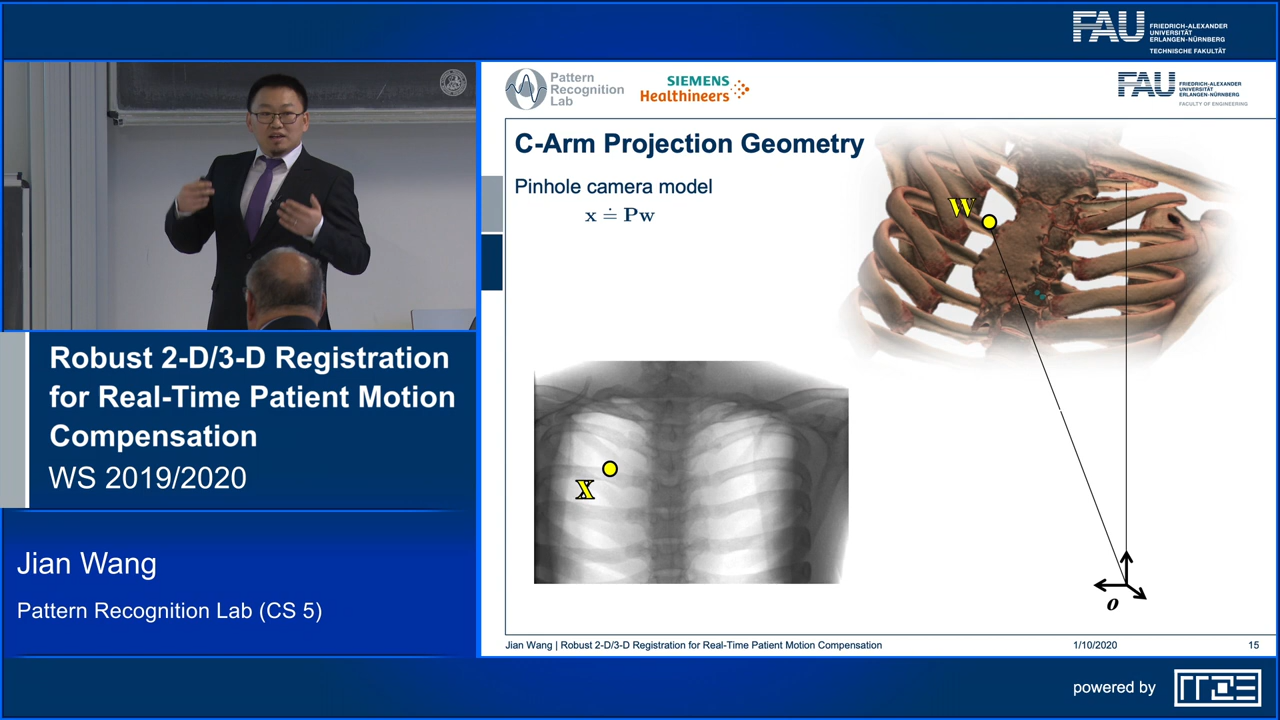 FAU
FRIEDRICH-ALEXANDER
UNIVERSITÄT
ERLANGEN-NÜRNBERG
TECHNISCHE FAKULTÄT
Pattern
Recognition
Lab
SIEMENS
Healthineers
FAU
FRIEDRICH-ALEXANDER
UNIVERSITÄT
ERLANGEN-NÜRNBERG
FACULTY OF ENGINEERING
C-Arm Projection Geometry
Pinhole camera model
x ≐ Pw
W
X
o
Jian Wang | Robust 2-D/3-D Registration for Real-Time Patient Motion Compensation
1/10/2020
15
Robust 2-D/3-D Registration
for Real-Time Patient Motion
Compensation
WS 2019/2020
Jian Wang
Pattern Recognition Lab (CS 5)
powered by
RRZE